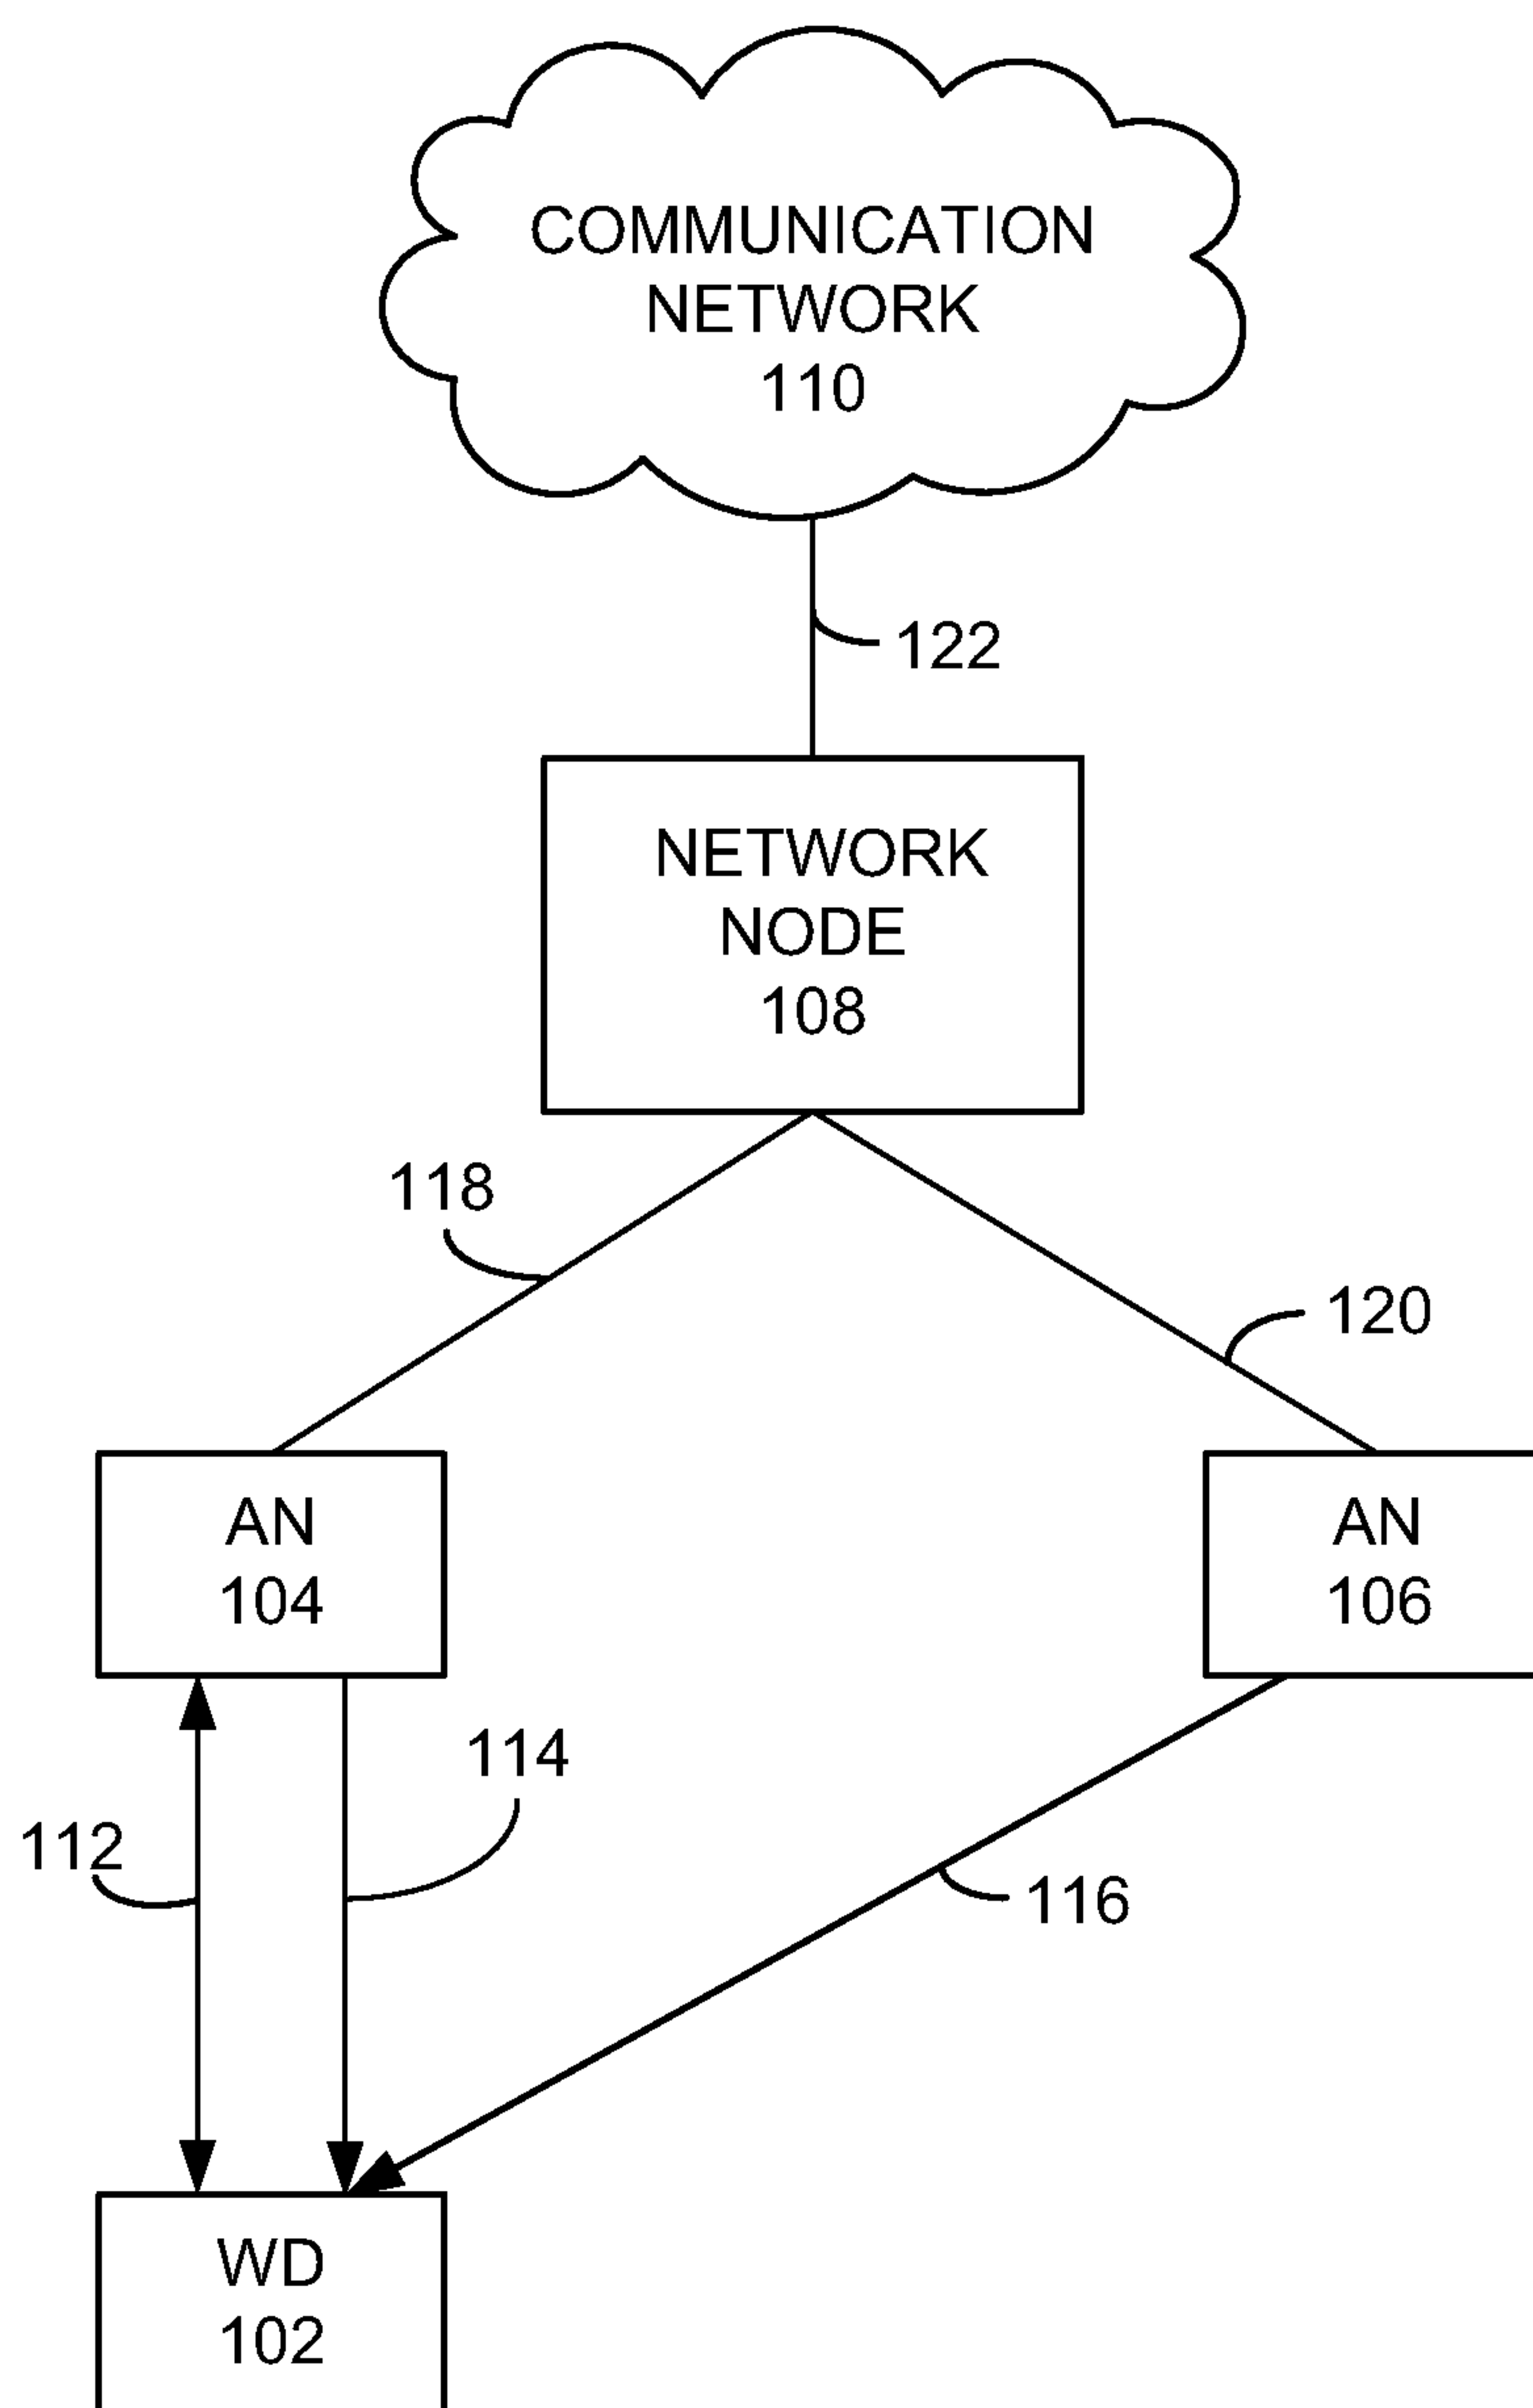 COMMUNICATION
NETWORK
110
122
NETWORK
NODE
108
118
120
AN
104
AN
106
114
112
116
WD
102